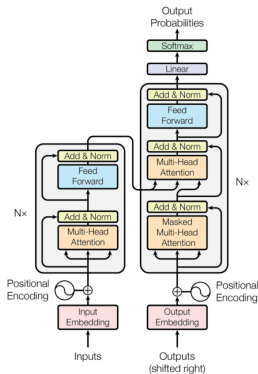 Output
Probabilities
Softmax
Linear
Add & Norm
Feed
Forward
Add & Norm
Multi-Head
Attention
Add & Norm
Masked
Multi-Head
Attention
N×
Add & Norm
Feed
Forward
Add & Norm
Multi-Head
Attention
N×
Positional
Encoding
Positional
Encoding
Input
Embedding
Output
Embedding
Inputs
Outputs
(shifted right)